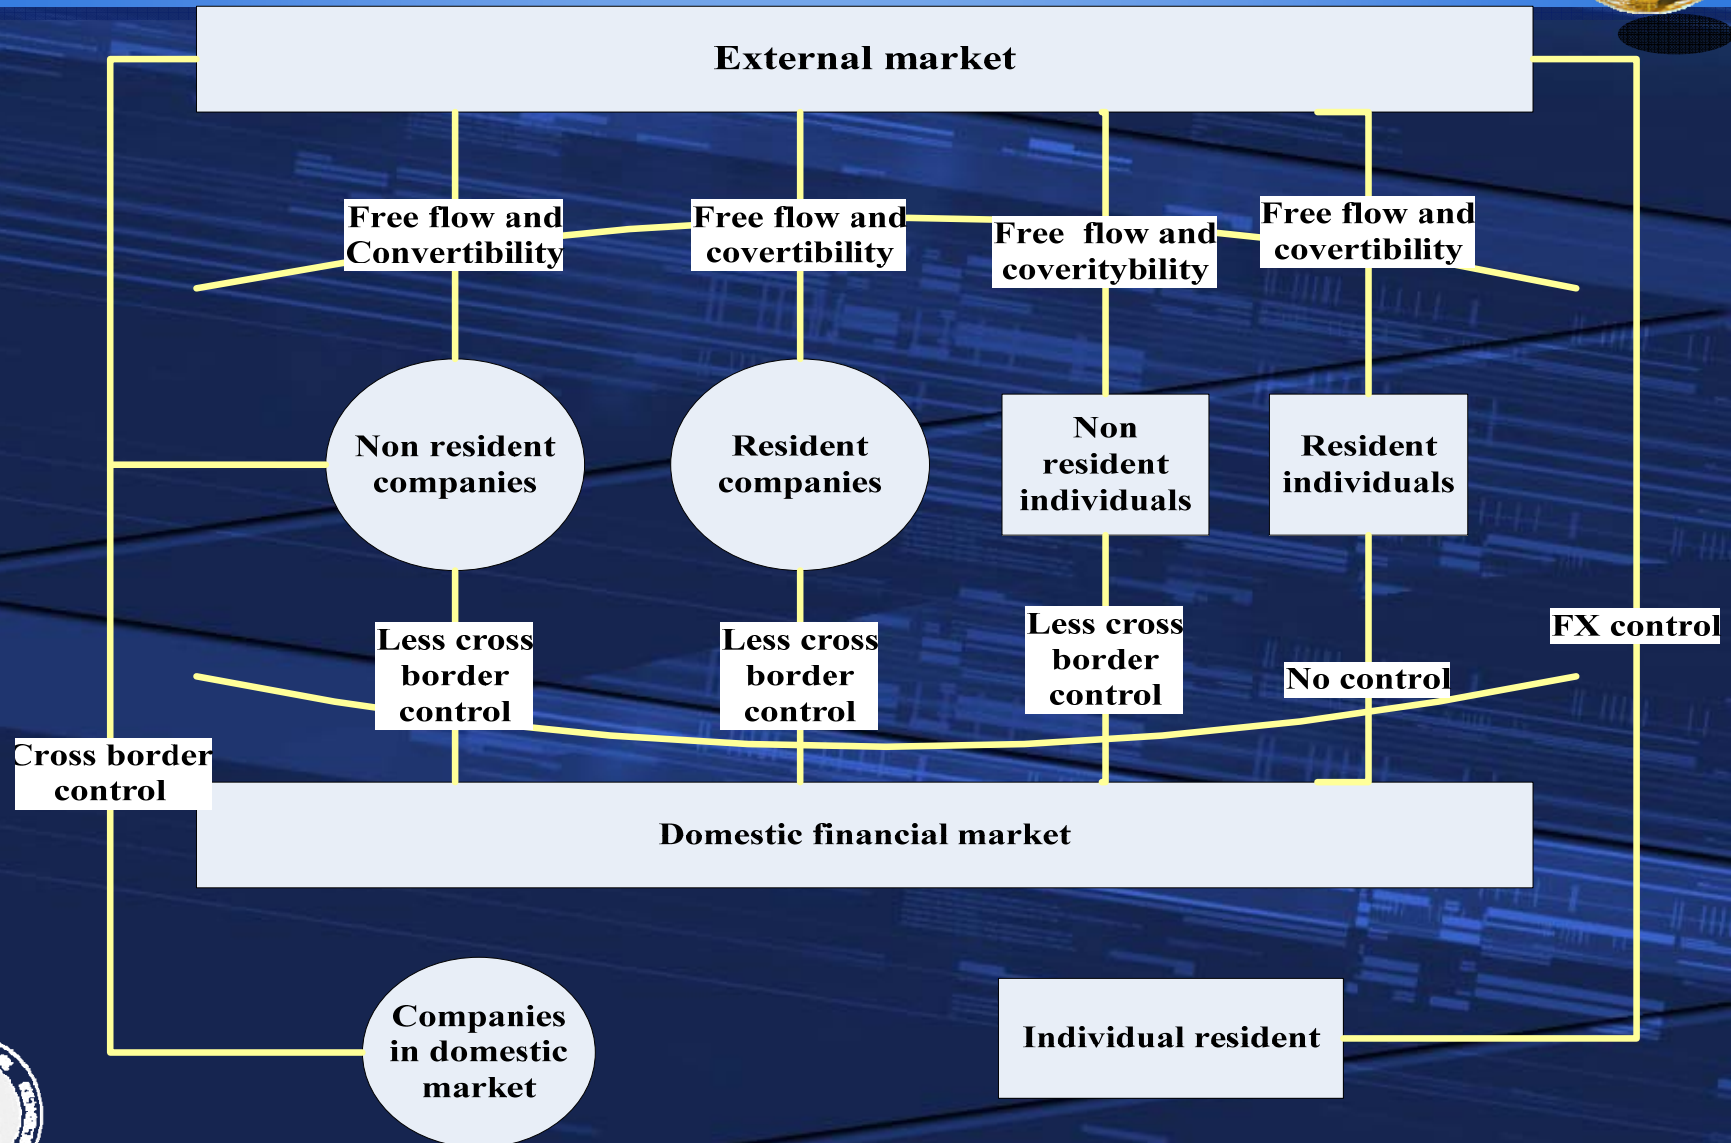 External market
Free flow and
Convertibility
Free flow and
covertibility
Free flow and
coveritybility
Free flow and
covertibility
Non resident
companies
Resident
companies
Non
resident
individuals
Resident
individuals
Less cross
border
control
Less cross
border
control
Less cross
border
control
No control
FX control
Cross border
control
Domestic financial market
Companies
in domestic
market
Individual resident